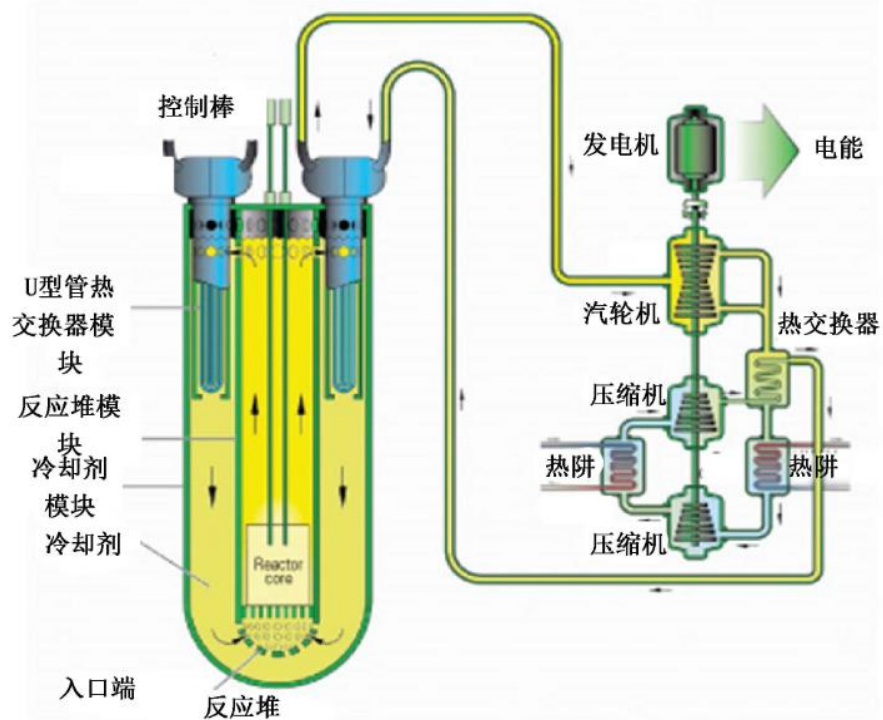 控制棒
U型管热
交换器模
块
反应堆模
块
冷却剂
模块
冷却剂
Reactor
core
入口端
反应堆
发电机
电能
汽轮机
热交换器
压缩机
热阱
热阱
压缩机